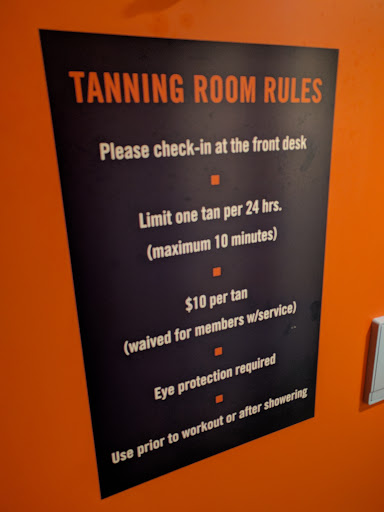 TANNING ROOM RULES
Please check-in at the front desk
Limit one tan per 24 hrs.
(maximum 10 minutes)
$10 per tan
(waived for members w/service)
Eye protection required
Use prior to workout or after showering